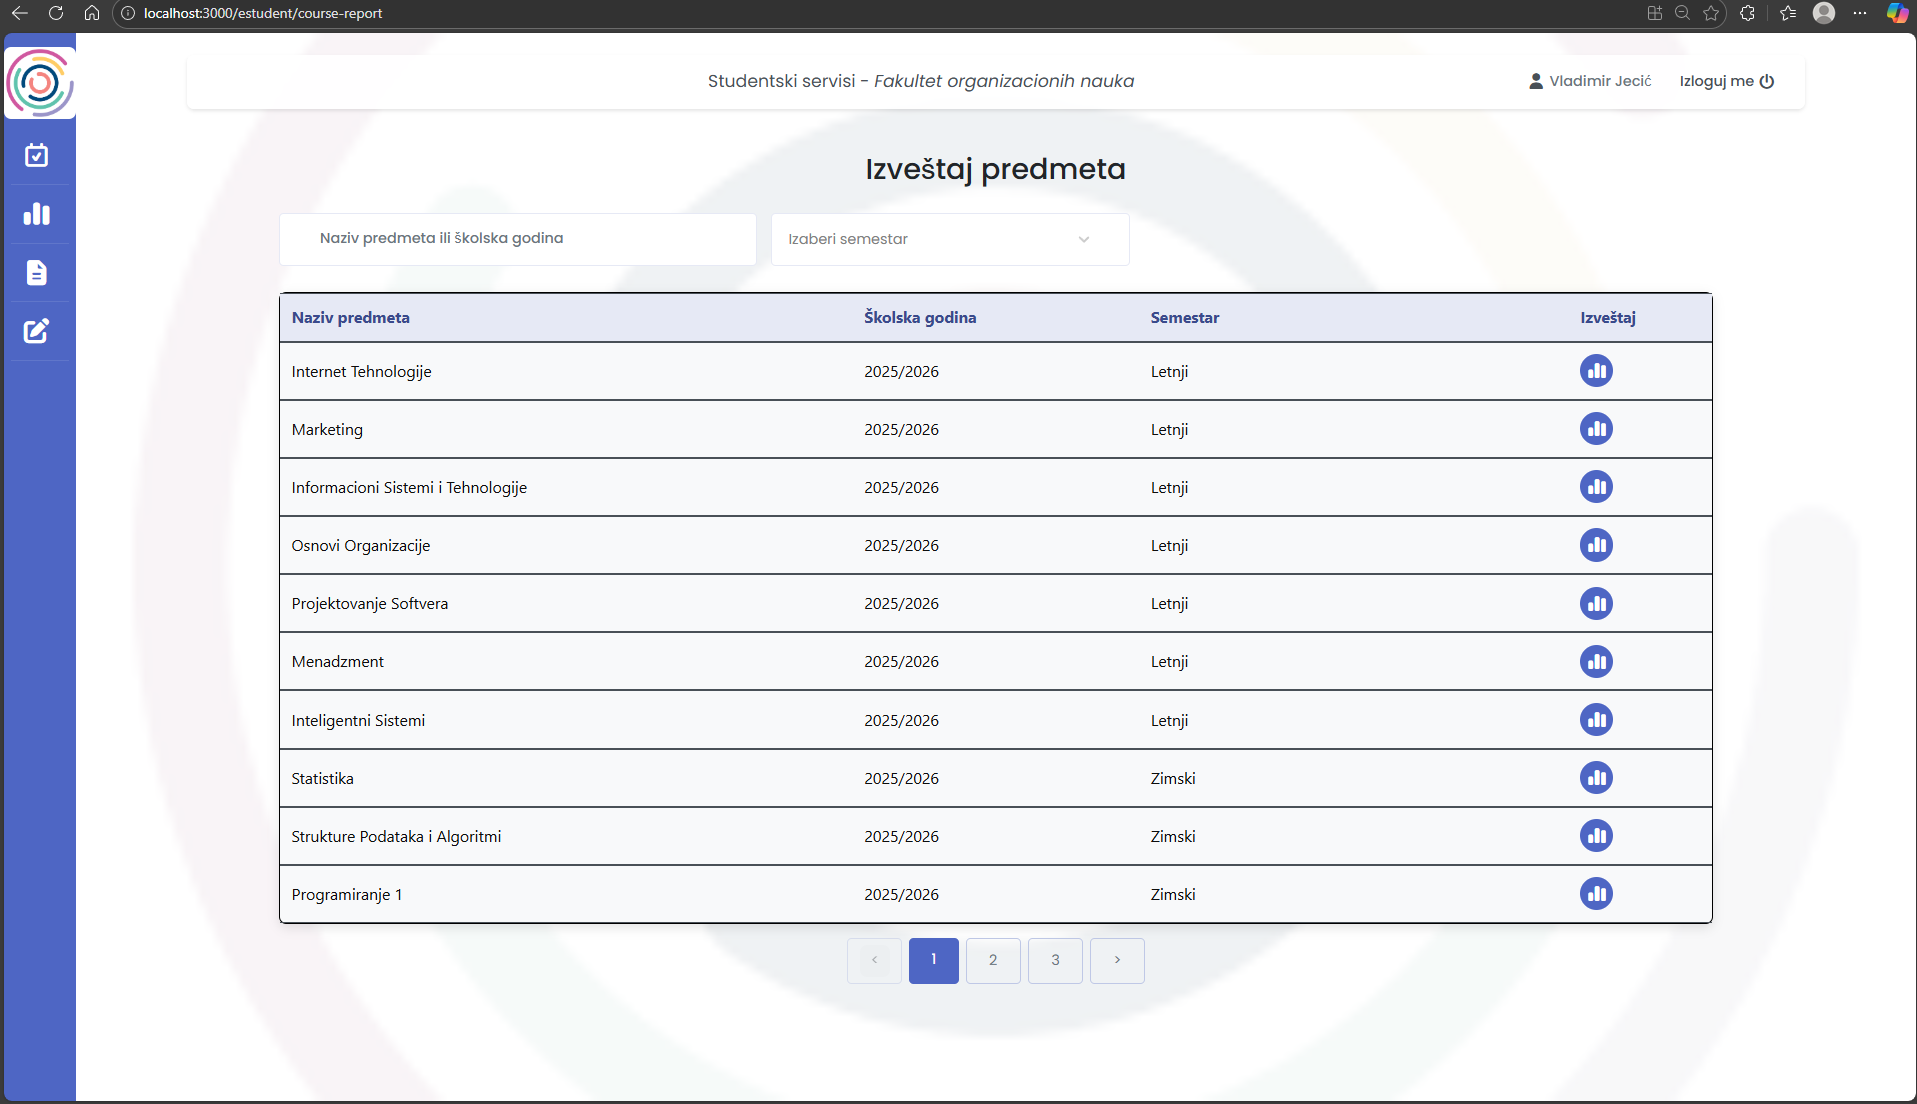 localhost:3000/estudent/course-report
Studentski servisi - Fakultet organizacionih nauka
Vladimir Jecić
Izloguj me
Izveštaj predmeta
Naziv predmeta ili školska godina
Izaberi semestar
Naziv predmeta Školska godina Semestar Izveštaj
Internet Tehnologije 2025/2026 Letnji
Marketing 2025/2026 Letnji
Informacioni Sistemi i Tehnologije 2025/2026 Letnji
Osnovi Organizacije 2025/2026 Letnji
Projektovanje Softvera 2025/2026 Letnji
Menadzment 2025/2026 Letnji
Inteligentni Sistemi 2025/2026 Letnji
Statistika 2025/2026 Zimski
Strukture Podataka i Algoritmi 2025/2026 Zimski
Programiranje 1 2025/2026 Zimski
< 1 2 3 >